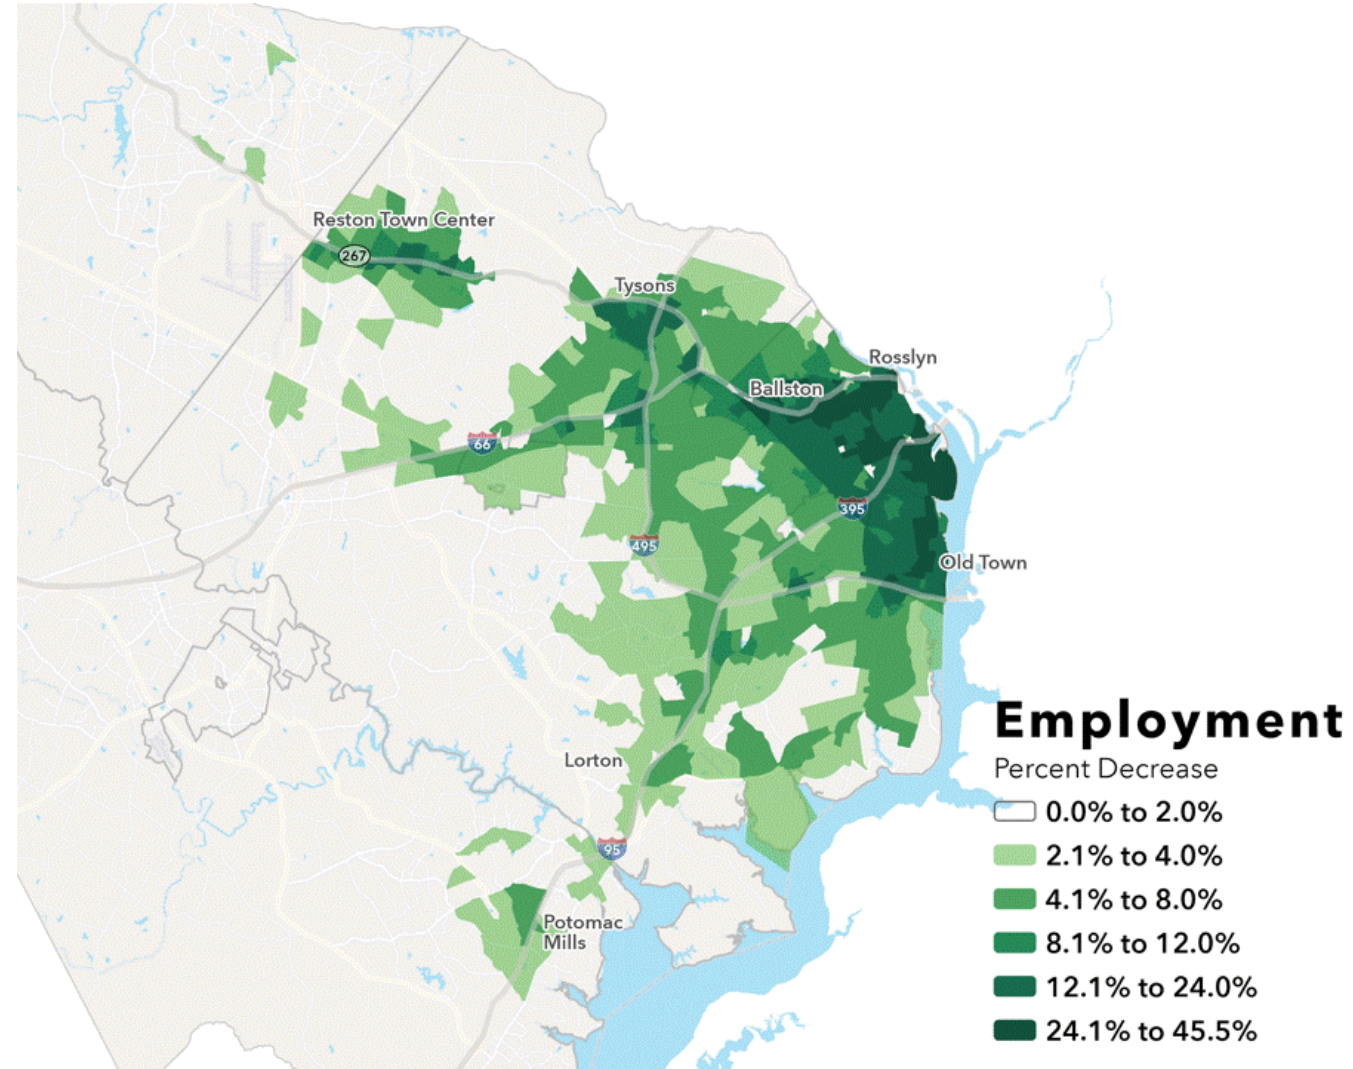 Reston Town Center
267
Tysons
Rosslyn
Ballston
66
395
495
Old Town
Lorton
95
Potomac
Mills
Employment
Percent Decrease
0.0% to 2.0%
2.1% to 4.0%
4.1% to 8.0%
8.1% to 12.0%
12.1% to 24.0%
24.1% to 45.5%